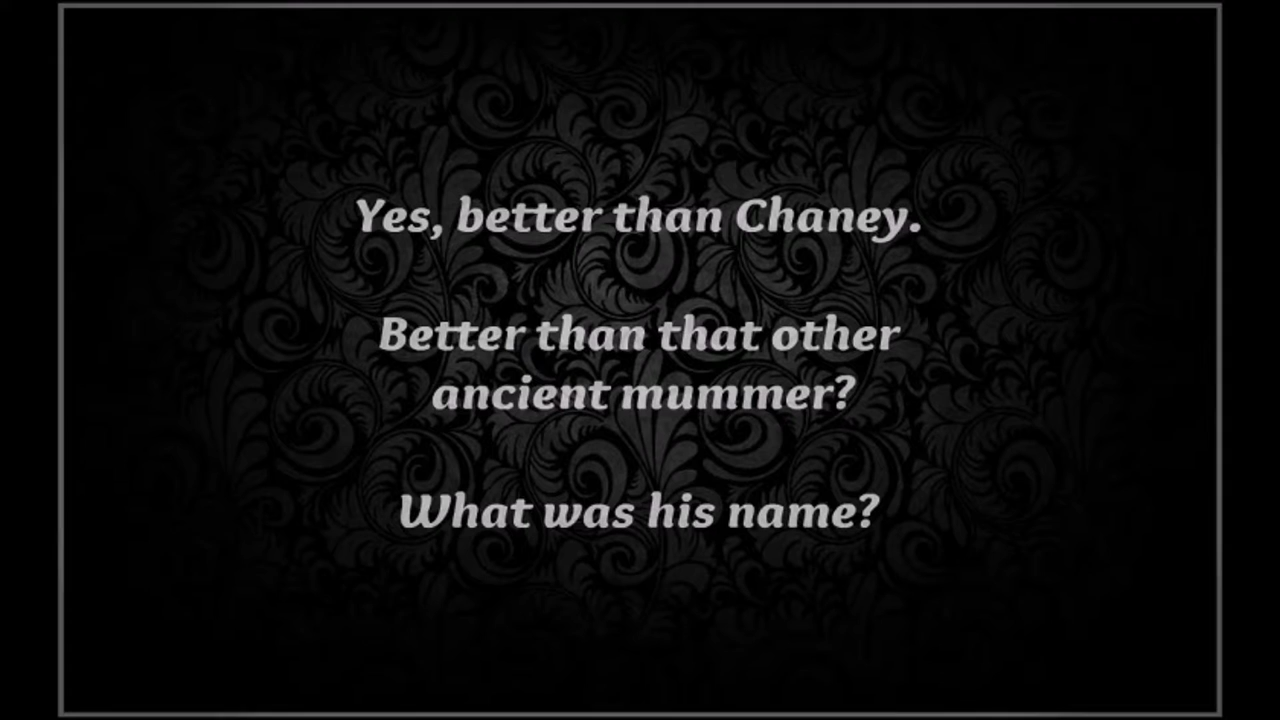 Yes, better than Chaney.
Better than that other
ancient mummer?
What was his name?